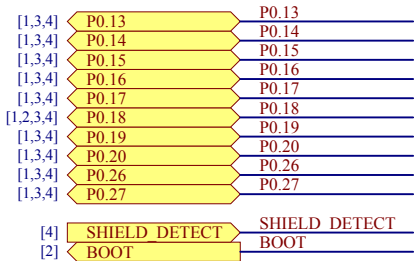 [1,3,4] P0.13 P0.13
[1,3,4] P0.14 P0.14
[1,3,4] P0.15 P0.15
[1,3,4] P0.16 P0.16
[1,3,4] P0.17 P0.17
[1,2,3,4] P0.18 P0.18
[1,3,4] P0.19 P0.19
[1,3,4] P0.20 P0.20
[1,3,4] P0.26 P0.26
[1,3,4] P0.27 P0.27
[4] SHIELD_DETECT SHIELD_DETECT
[2] BOOT BOOT